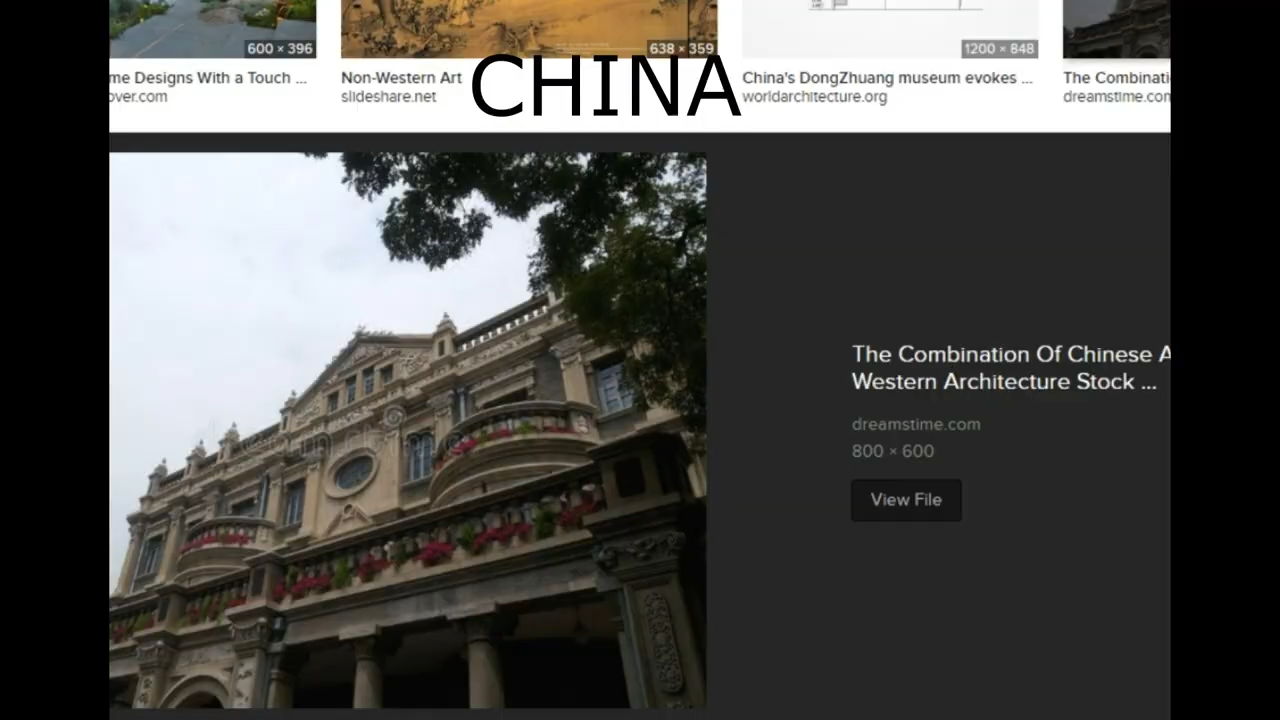 600 × 396
638 × 359
1200 × 848
me Designs With a Touch ...
Non-Western Art
CHINA
China's DongZhuang museum evokes ...
The Combinati
over.com
slideshare.net
worldarchitecture.org
dreamstime.com
The Combination Of Chinese A
Western Architecture Stock ...
dreamstime.com
800 × 600
View File